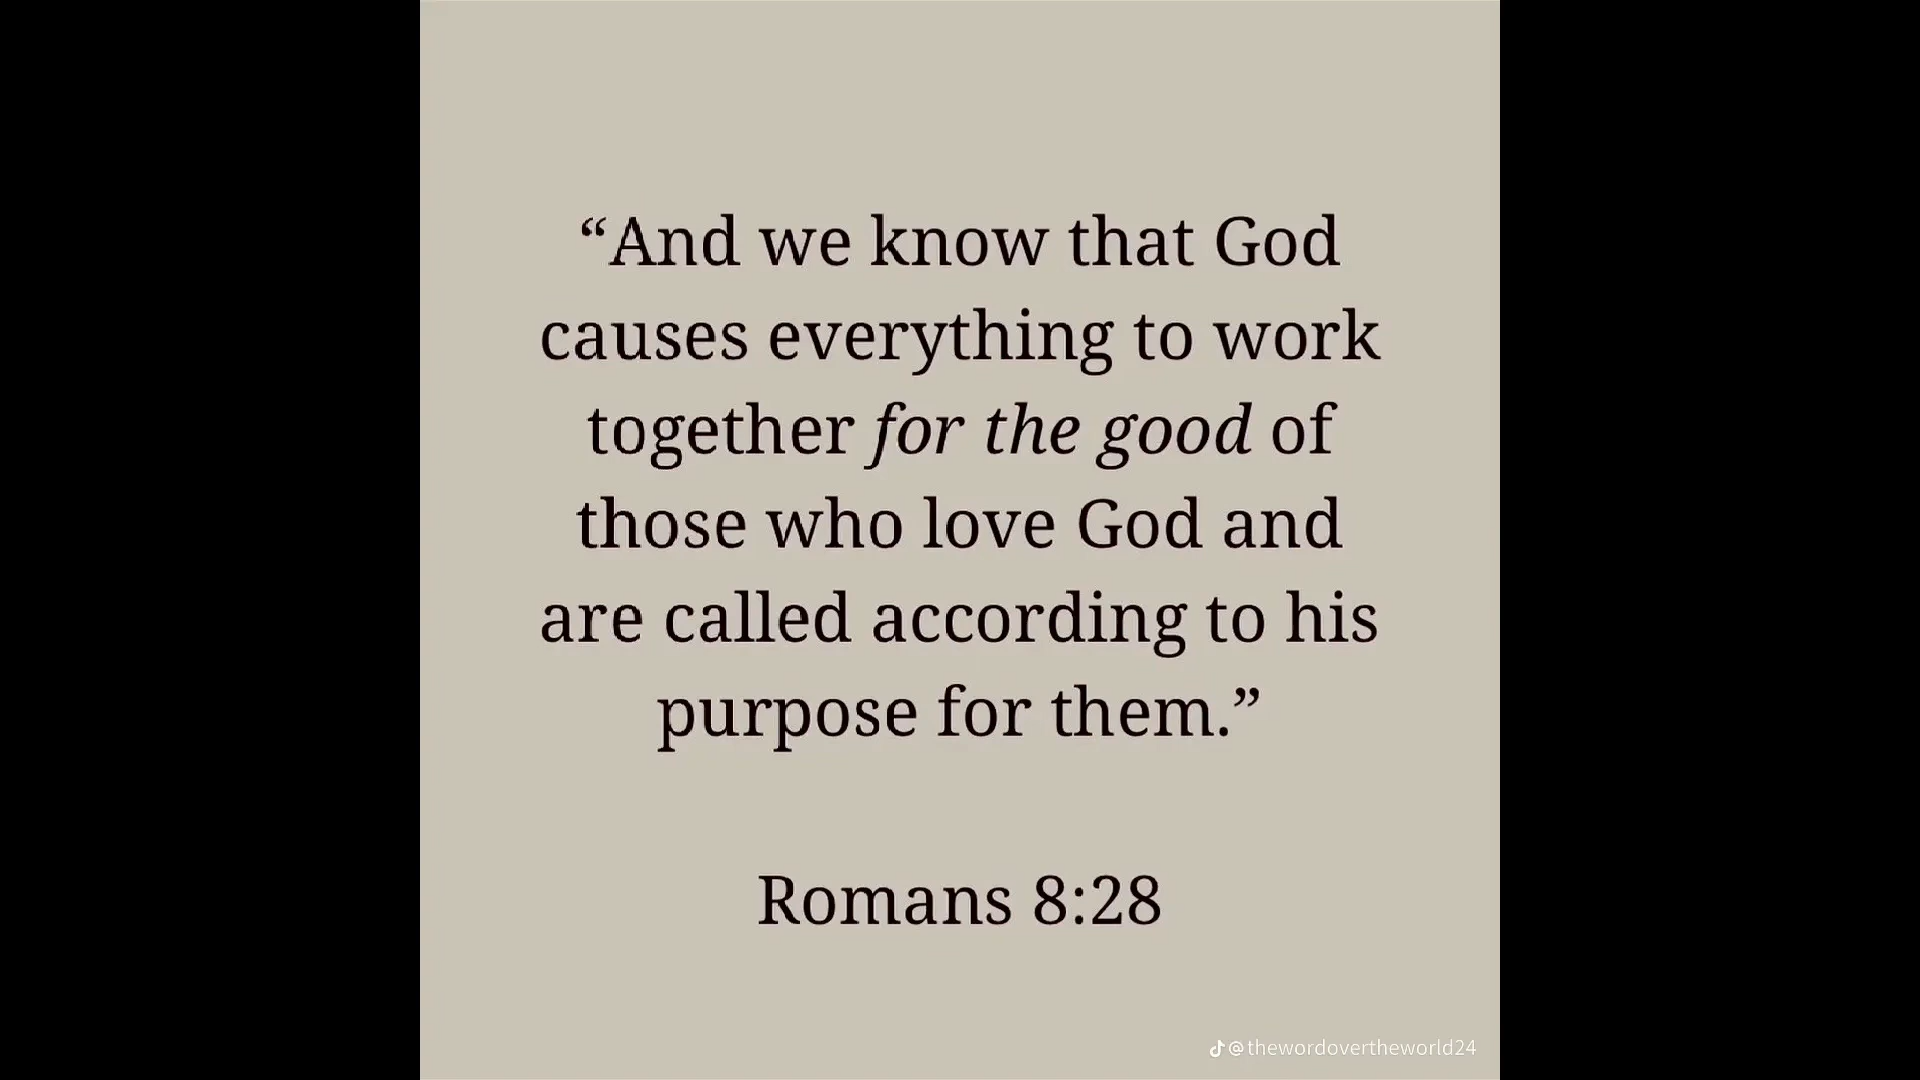 “And we know that God
causes everything to work
together for the good of
those who love God and
are called according to his
purpose for them.”
Romans 8:28
@thewordovertheworld24